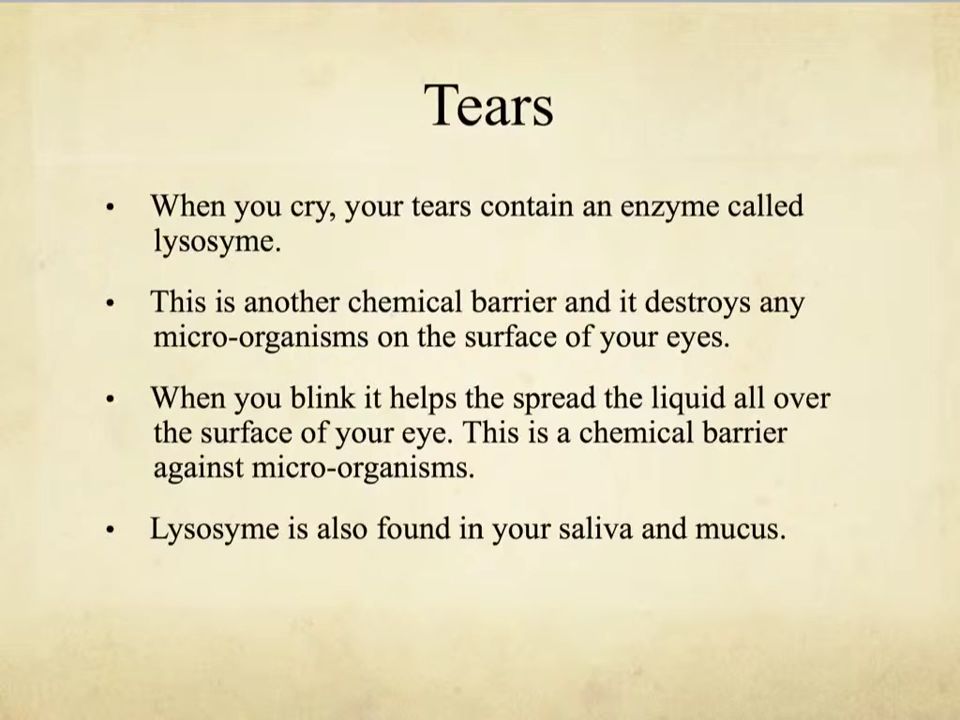 Tears
• When you cry, your tears contain an enzyme called
lysosyme.
• This is another chemical barrier and it destroys any
micro-organisms on the surface of your eyes.
• When you blink it helps the spread the liquid all over
the surface of your eye. This is a chemical barrier
against micro-organisms.
• Lysosyme is also found in your saliva and mucus.